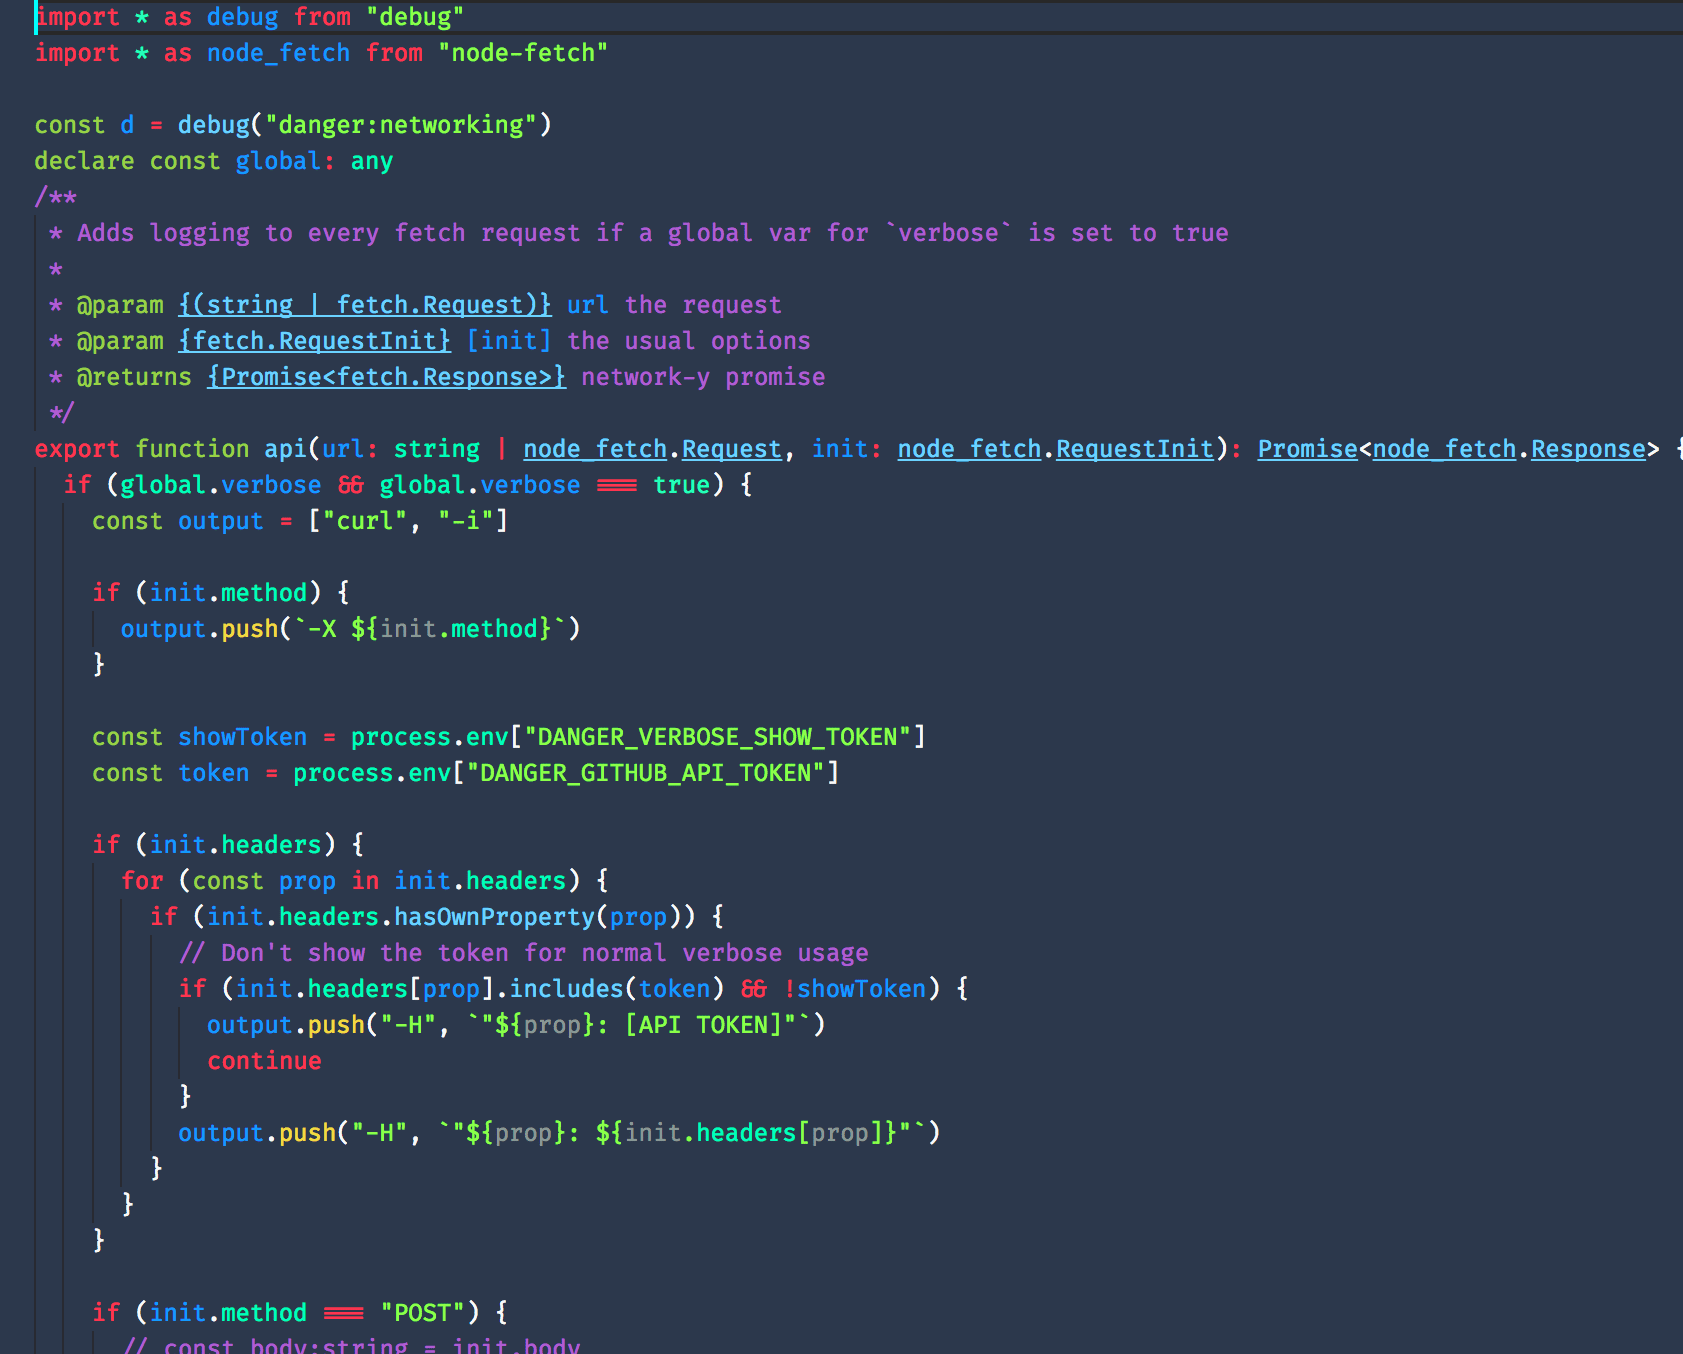 import * as debug from "debug"
import * as node_fetch from "node-fetch"

const d = debug("danger:networking")
declare const global: any
/**
 * Adds logging to every fetch request if a global var for `verbose` is set to true
 *
 * @param {(string | fetch.Request)} url the request
 * @param {fetch.RequestInit} [init] the usual options
 * @returns {Promise<fetch.Response>} network-y promise
 */
export function api(url: string | node_fetch.Request, init: node_fetch.RequestInit): Promise<node_fetch.Response> {
  if (global.verbose && global.verbose === true) {
    const output = ["curl", "-i"]

    if (init.method) {
      output.push(`-X ${init.method}`)
    }

    const showToken = process.env["DANGER_VERBOSE_SHOW_TOKEN"]
    const token = process.env["DANGER_GITHUB_API_TOKEN"]

    if (init.headers) {
      for (const prop in init.headers) {
        if (init.headers.hasOwnProperty(prop)) {
          // Don't show the token for normal verbose usage
          if (init.headers[prop].includes(token) && !showToken) {
            output.push("-H", `"${prop}: [API TOKEN]"`)
            continue
          }
          output.push("-H", `"${prop}: ${init.headers[prop]}"`)
        }
      }
    }

    if (init.method === "POST") {
      // const body:string = init.body